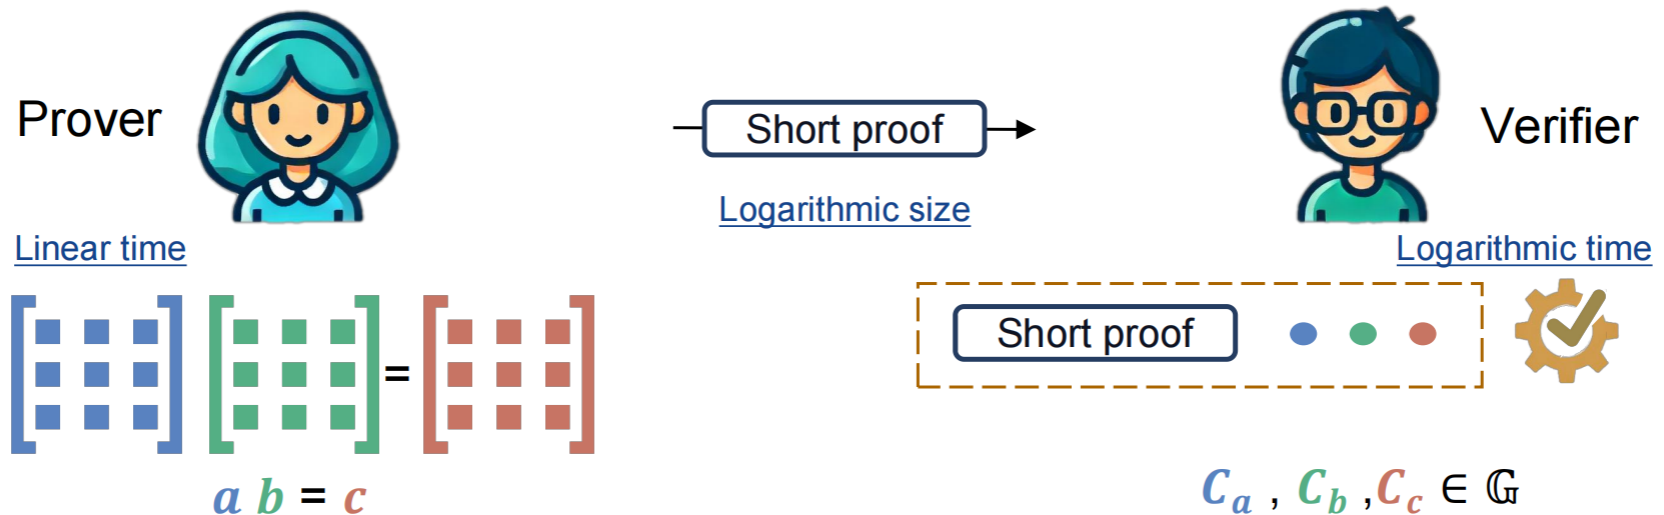 Prover
Short proof
Verifier
Logarithmic size
Linear time
Logarithmic time
=
Short proof
a b = c
C_a , C_b ,C_c ∈ 𝔾